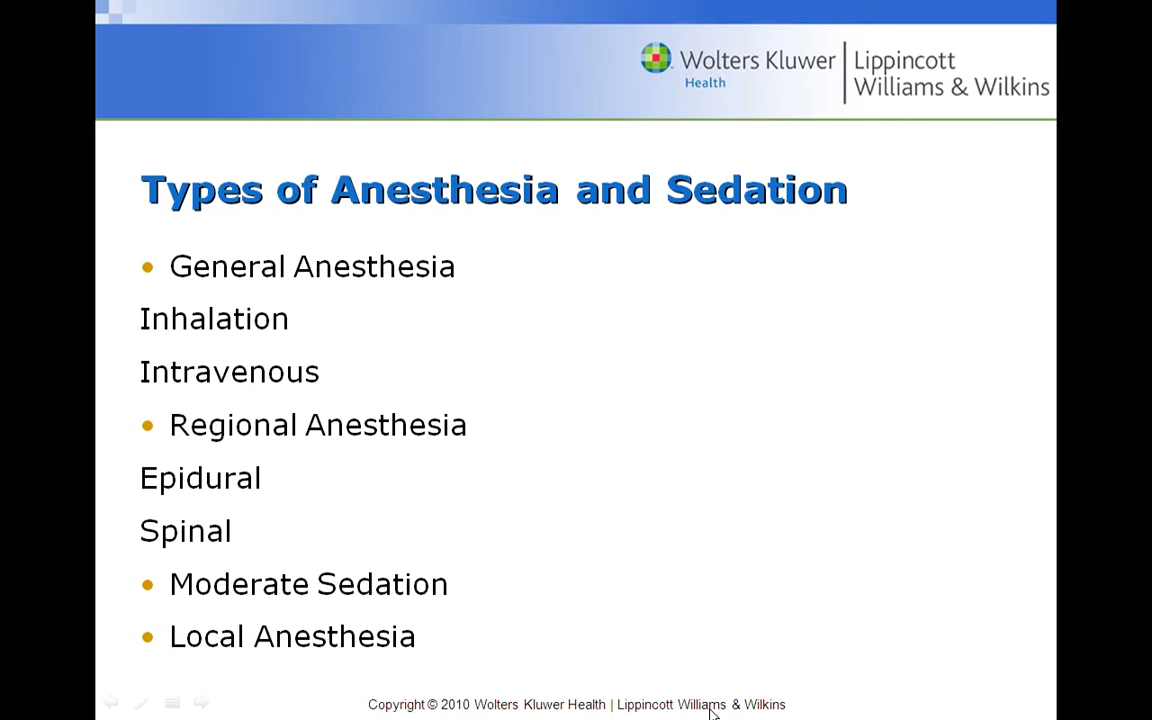 Wolters Kluwer
Health
Lippincott
Williams & Wilkins
Types of Anesthesia and Sedation
• General Anesthesia
Inhalation
Intravenous
• Regional Anesthesia
Epidural
Spinal
• Moderate Sedation
• Local Anesthesia
Copyright © 2010 Wolters Kluwer Health | Lippincott Williams & Wilkins